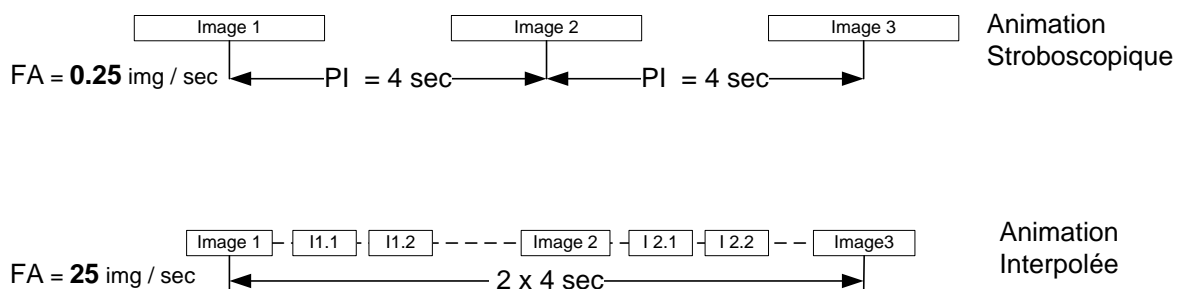 Image 1
Image 2
Image 3
Animation
Stroboscopique
FA = 0.25 img / sec
PI = 4 sec
PI = 4 sec
Image 1
I1.1
I1.2
Image 2
I 2.1
I 2.2
Image3
Animation
Interpolée
FA = 25 img / sec
2 x 4 sec